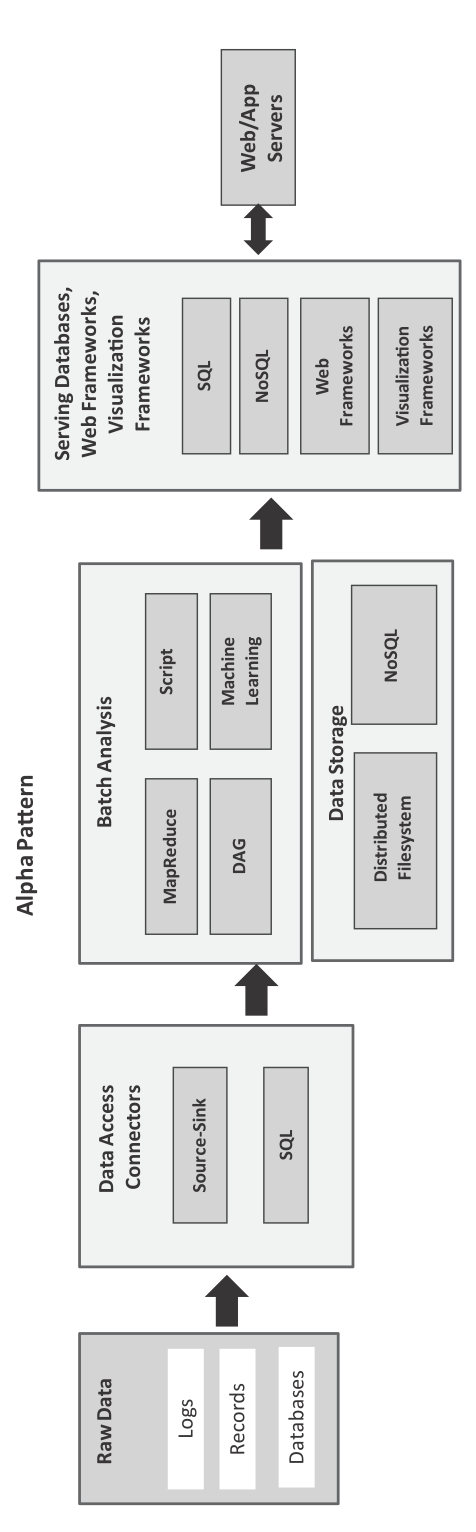 Alpha Pattern
Raw Data
Logs
Records
Databases
Data Access
Connectors
Source-Sink
SQL
Batch Analysis
MapReduce
Script
DAG
Machine
Learning
Data Storage
Distributed
Filesystem
NoSQL
Serving Databases,
Web Frameworks,
Visualization
Frameworks
SQL
NoSQL
Web
Frameworks
Visualization
Frameworks
Web/App
Servers